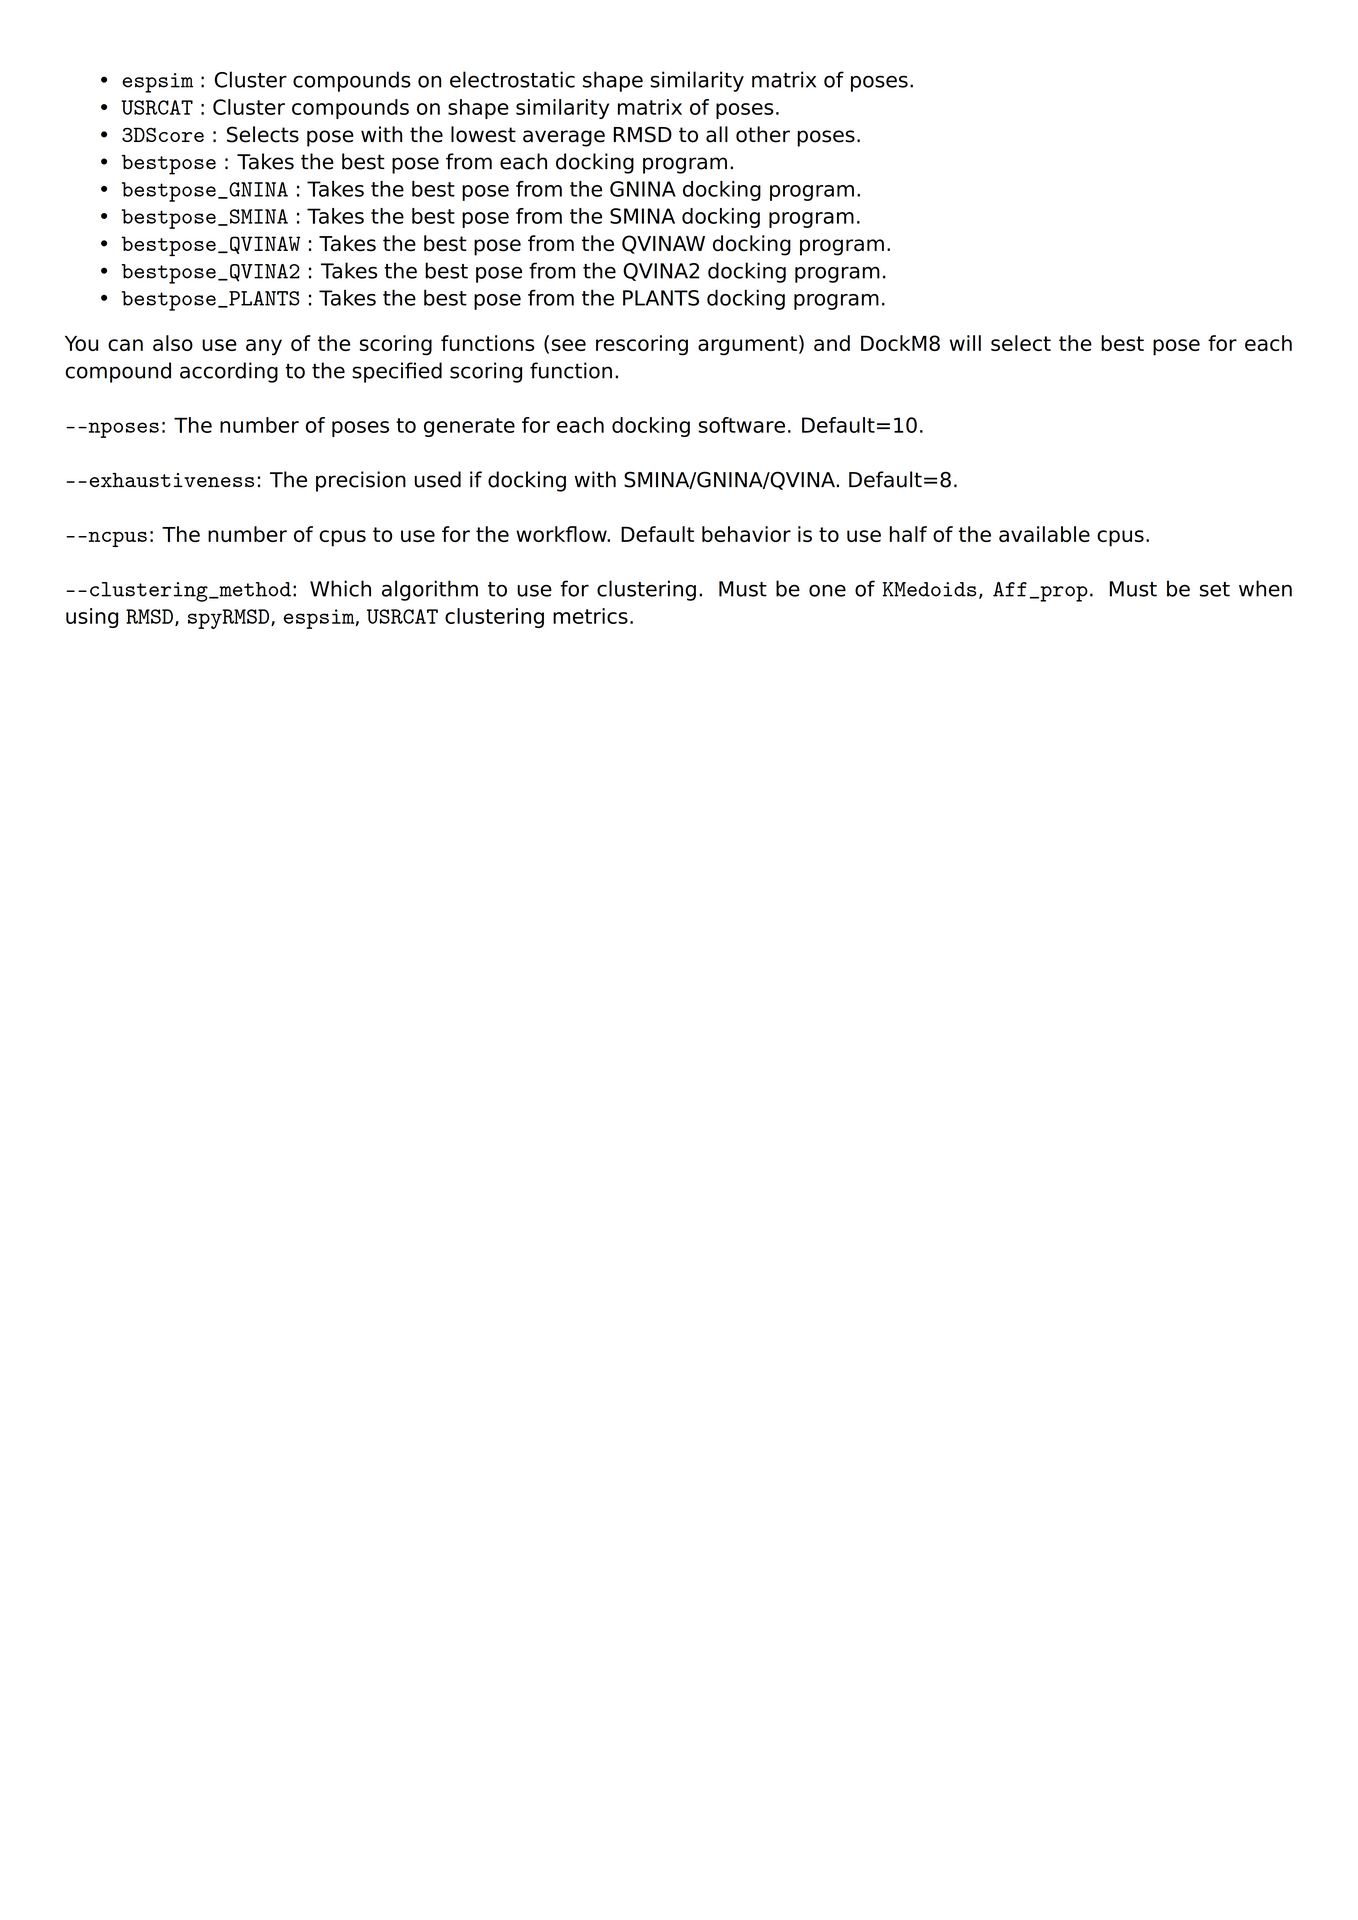 • espsim : Cluster compounds on electrostatic shape similarity matrix of poses.
• USRCAT : Cluster compounds on shape similarity matrix of poses.
• 3DScore : Selects pose with the lowest average RMSD to all other poses.
• bestpose : Takes the best pose from each docking program.
• bestpose_GNINA : Takes the best pose from the GNINA docking program.
• bestpose_SMINA : Takes the best pose from the SMINA docking program.
• bestpose_QVINAW : Takes the best pose from the QVINAW docking program.
• bestpose_QVINA2 : Takes the best pose from the QVINA2 docking program.
• bestpose_PLANTS : Takes the best pose from the PLANTS docking program.
You can also use any of the scoring functions (see rescoring argument) and DockM8 will select the best pose for each
compound according to the specified scoring function.
--nposes: The number of poses to generate for each docking software. Default=10.
--exhaustiveness: The precision used if docking with SMINA/GNINA/QVINA. Default=8.
--ncpus: The number of cpus to use for the workflow. Default behavior is to use half of the available cpus.
--clustering_method: Which algorithm to use for clustering. Must be one of KMedoids, Aff_prop. Must be set when
using RMSD, spyRMSD, espsim, USRCAT clustering metrics.